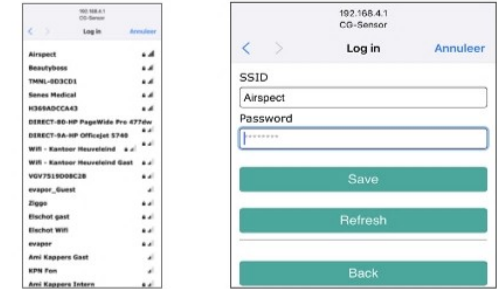 192.168.4.1
CG-Sensor
Log in
Annuleer
Airspect
Beautyboss
TMNL-0D3CD1
Senes Medical
H369ADCCA43
DIRECT-80-HP PageWide Pro 477dw
DIRECT-9A-HP Officejet 5740
Wifi - Kantoor Heuveleind
Wifi - Kantoor Heuveleind Gast
VGV7519D08C28
evapor_Guest
Ziggo
Elschot gast
Elschot Wifi
evapor
Ami Kappers Gast
KPN Fon
Ami Kappers Intern
192.168.4.1
CG-Sensor
Log in
Annuleer
SSID
Airspect
Password
********
Save
Refresh
Back